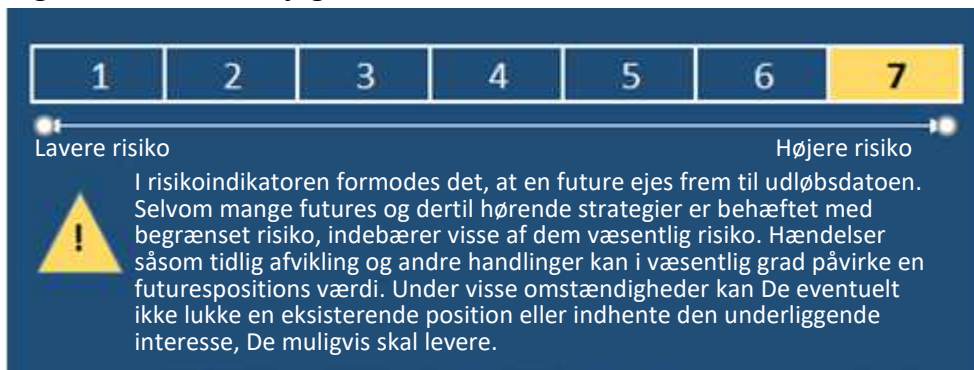 1 2 3 4 5 6 7
Lavere risiko Højere risiko
I risikoindikatoren formodes det, at en future ejes frem til udløbsdatoen.
Selvom mange futures og dertil hørende strategier er behæftet med
begrænset risiko, indebærer visse af dem væsentlig risiko. Hændelser
såsom tidlig afvikling og andre handlinger kan i væsentlig grad påvirke en
futurespositions værdi. Under visse omstændigheder kan De eventuelt
ikke lukke en eksisterende position eller indhente den underliggende
interesse, De muligvis skal levere.